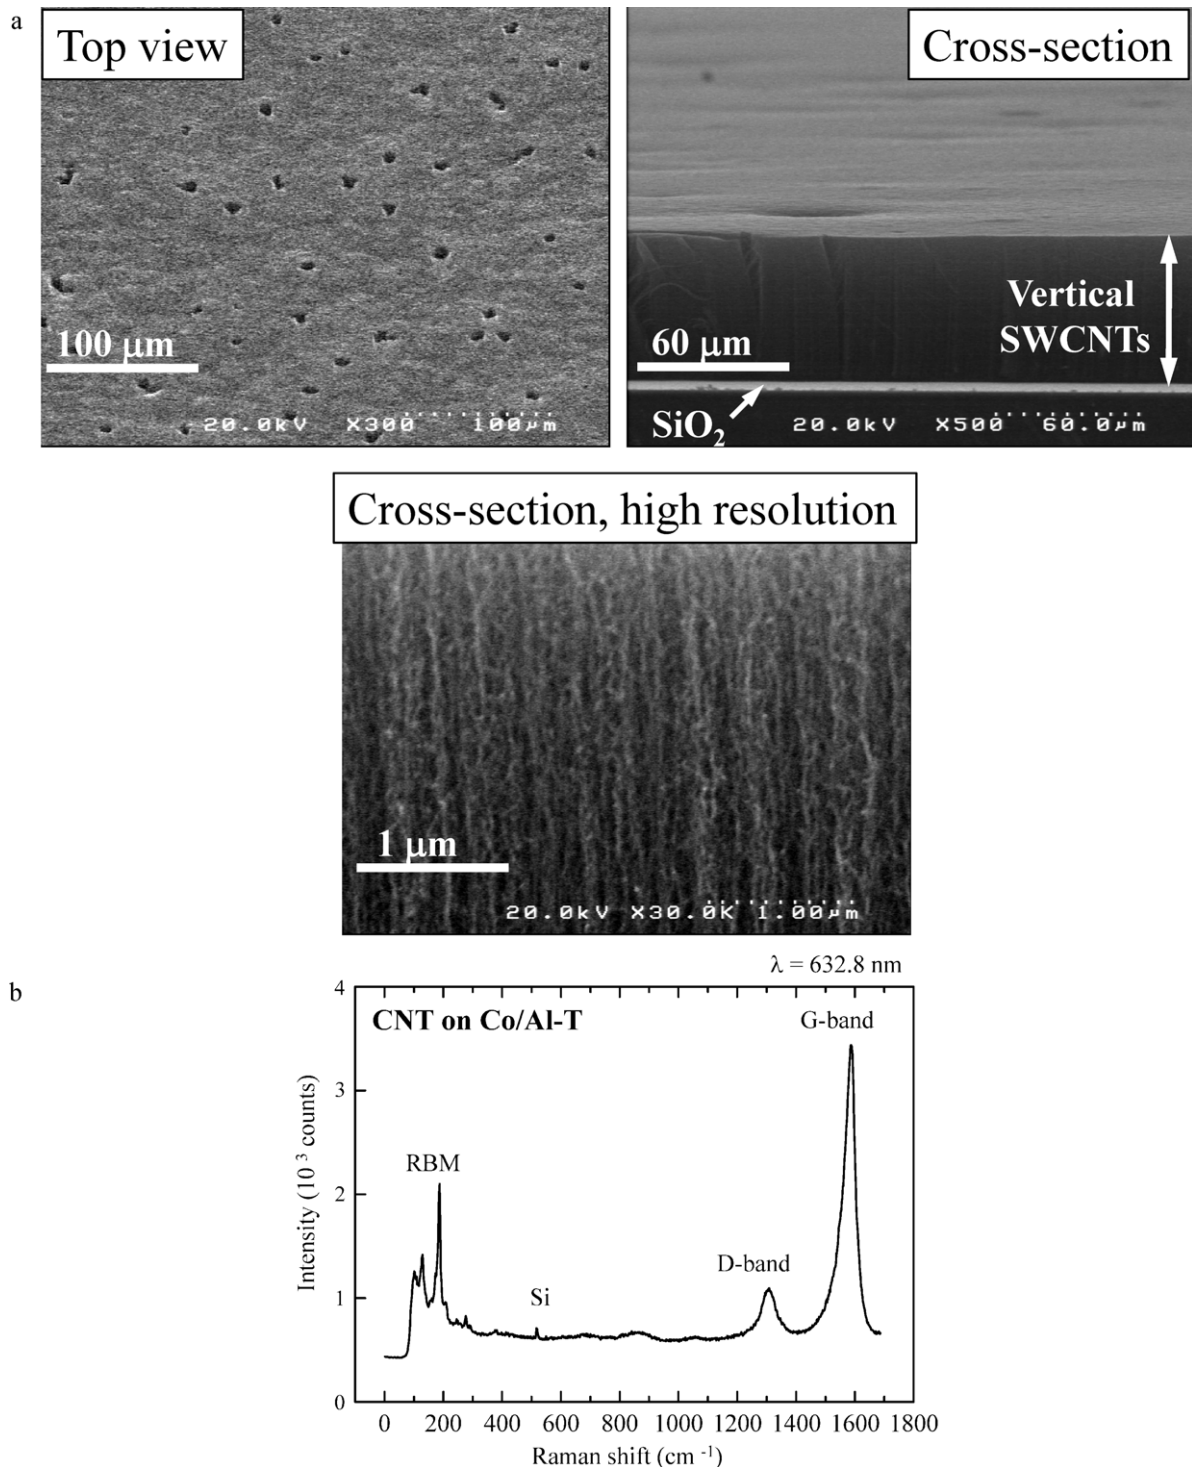 a
Top view
100 μm
20.0kV X300 100μm
Cross-section
Vertical
SWCNTs
60 μm
SiO₂
20.0kV X500 60.0μm
Cross-section, high resolution
1 μm
20.0kV X30.0K 1.00μm
b
λ = 632.8 nm
CNT on Co/Al-T
G-band
RBM
D-band
Si
Intensity (10 ³ counts)
4
3
2
1
0
0 200 400 600 800 1000 1200 1400 1600 1800
Raman shift (cm ⁻¹)